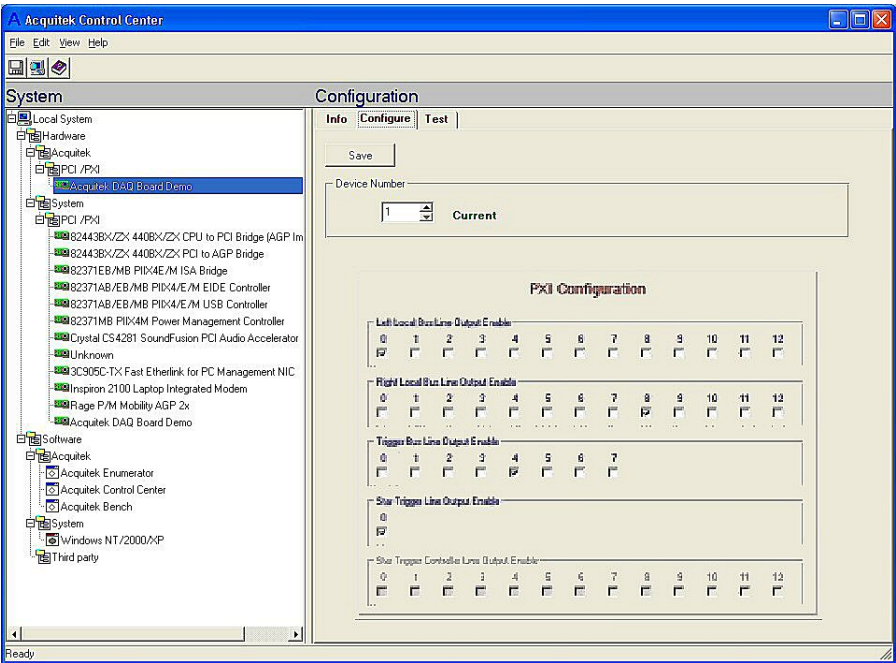 Acquitek Control Center
File Edit View Help
System
Configuration
Local System
Hardware
Acquitek
PCI /PXI
Acquitek DAQ Board Demo
System
PCI /PXI
82443BX/ZX 440BX/ZX CPU to PCI Bridge (AGP Im
82443BX/ZX 440BX/ZX PCI to AGP Bridge
82371EB/MB PIIX4E/M ISA Bridge
82371AB/EB/MB PIIX4/E/M EIDE Controller
82371AB/EB/MB PIIX4/E/M USB Controller
82371MB PIIX4M Power Management Controller
Crystal CS4281 SoundFusion PCI Audio Accelerator
Unknown
3C905C-TX Fast Etherlink for PC Management NIC
Inspiron 2100 Laptop Integrated Modem
Rage P/M Mobility AGP 2x
Acquitek DAQ Board Demo
Software
Acquitek
Acquitek Enumerator
Acquitek Control Center
Acquitek Bench
System
Windows NT/2000/XP
Third party
Info Configure Test
Save
Device Number
1 Current
PXI Configuration
Left Local Bus Line Output Enable
0 1 2 3 4 5 6 7 8 9 10 11 12
Right Local Bus Line Output Enable
0 1 2 3 4 5 6 7 8 9 10 11 12
Trigger Bus Line Output Enable
0 1 2 3 4 5 6 7
Star Trigger Line Output Enable
0
Star Trigger Controller Line Output Enable
0 1 2 3 4 5 6 7 8 9 10 11 12
Ready